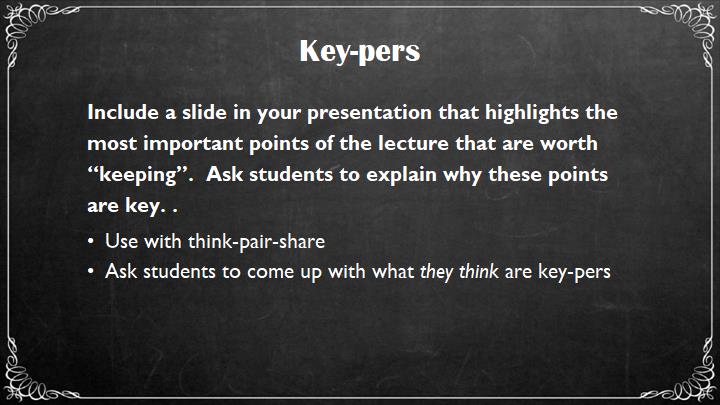 Key-pers
Include a slide in your presentation that highlights the
most important points of the lecture that are worth
“keeping”.  Ask students to explain why these points
are key. .
• Use with think-pair-share
• Ask students to come up with what they think are key-pers